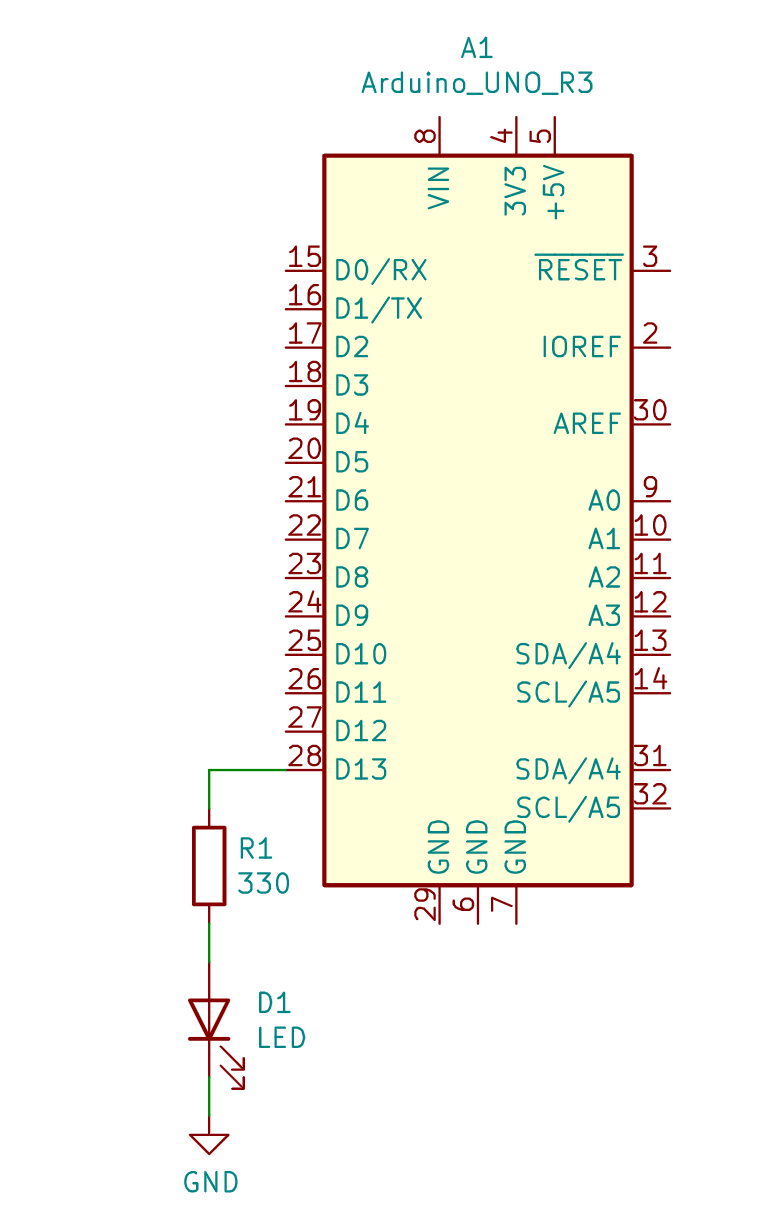 A1
Arduino_UNO_R3
8
4
5
VIN
3V3
+5V
15
D0/RX
RESET
3
16
D1/TX
17
D2
IOREF
2
18
D3
19
D4
AREF
30
20
D5
21
D6
A0
9
22
D7
A1
10
23
D8
A2
11
24
D9
A3
12
25
D10
SDA/A4
13
26
D11
SCL/A5
14
27
D12
28
D13
SDA/A4
31
SCL/A5
32
GND
GND
GND
29
6
7
R1
330
D1
LED
GND